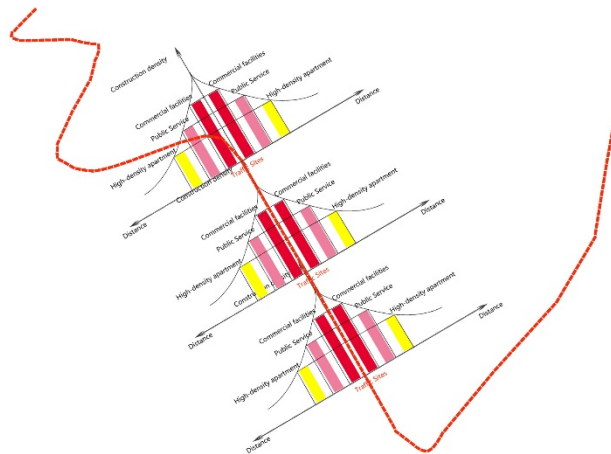 Construction density
Commercial facilities
Commercial facilities
Public Service
Public Service
High-density apartment
High-density apartment
Distance
Traffic Sites
Distance
Construction density
Commercial facilities
Commercial facilities
Public Service
Public Service
High-density apartment
High-density apartment
Distance
Traffic Sites
Distance
Commercial facilities
Commercial facilities
Public Service
Public Service
High-density apartment
High-density apartment
Distance
Traffic Sites
Distance